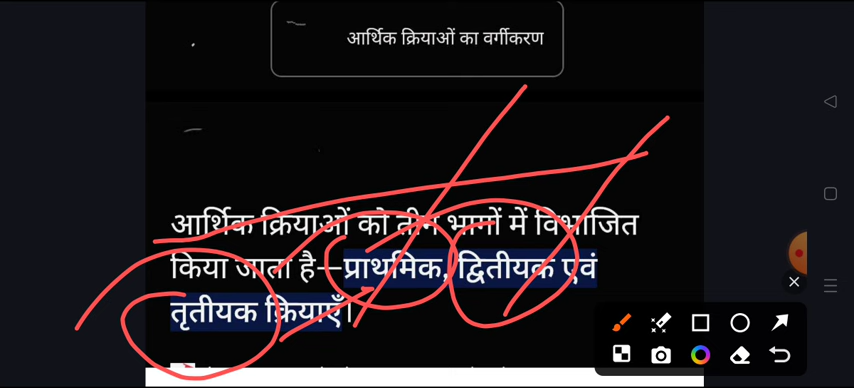 आर्थिक क्रियाओं का वर्गीकरण
आर्थिक क्रियाओं को तीन भागों में विभाजित
किया जाता है—प्राथमिक, द्वितीयक एवं
तृतीयक क्रियाएँ।